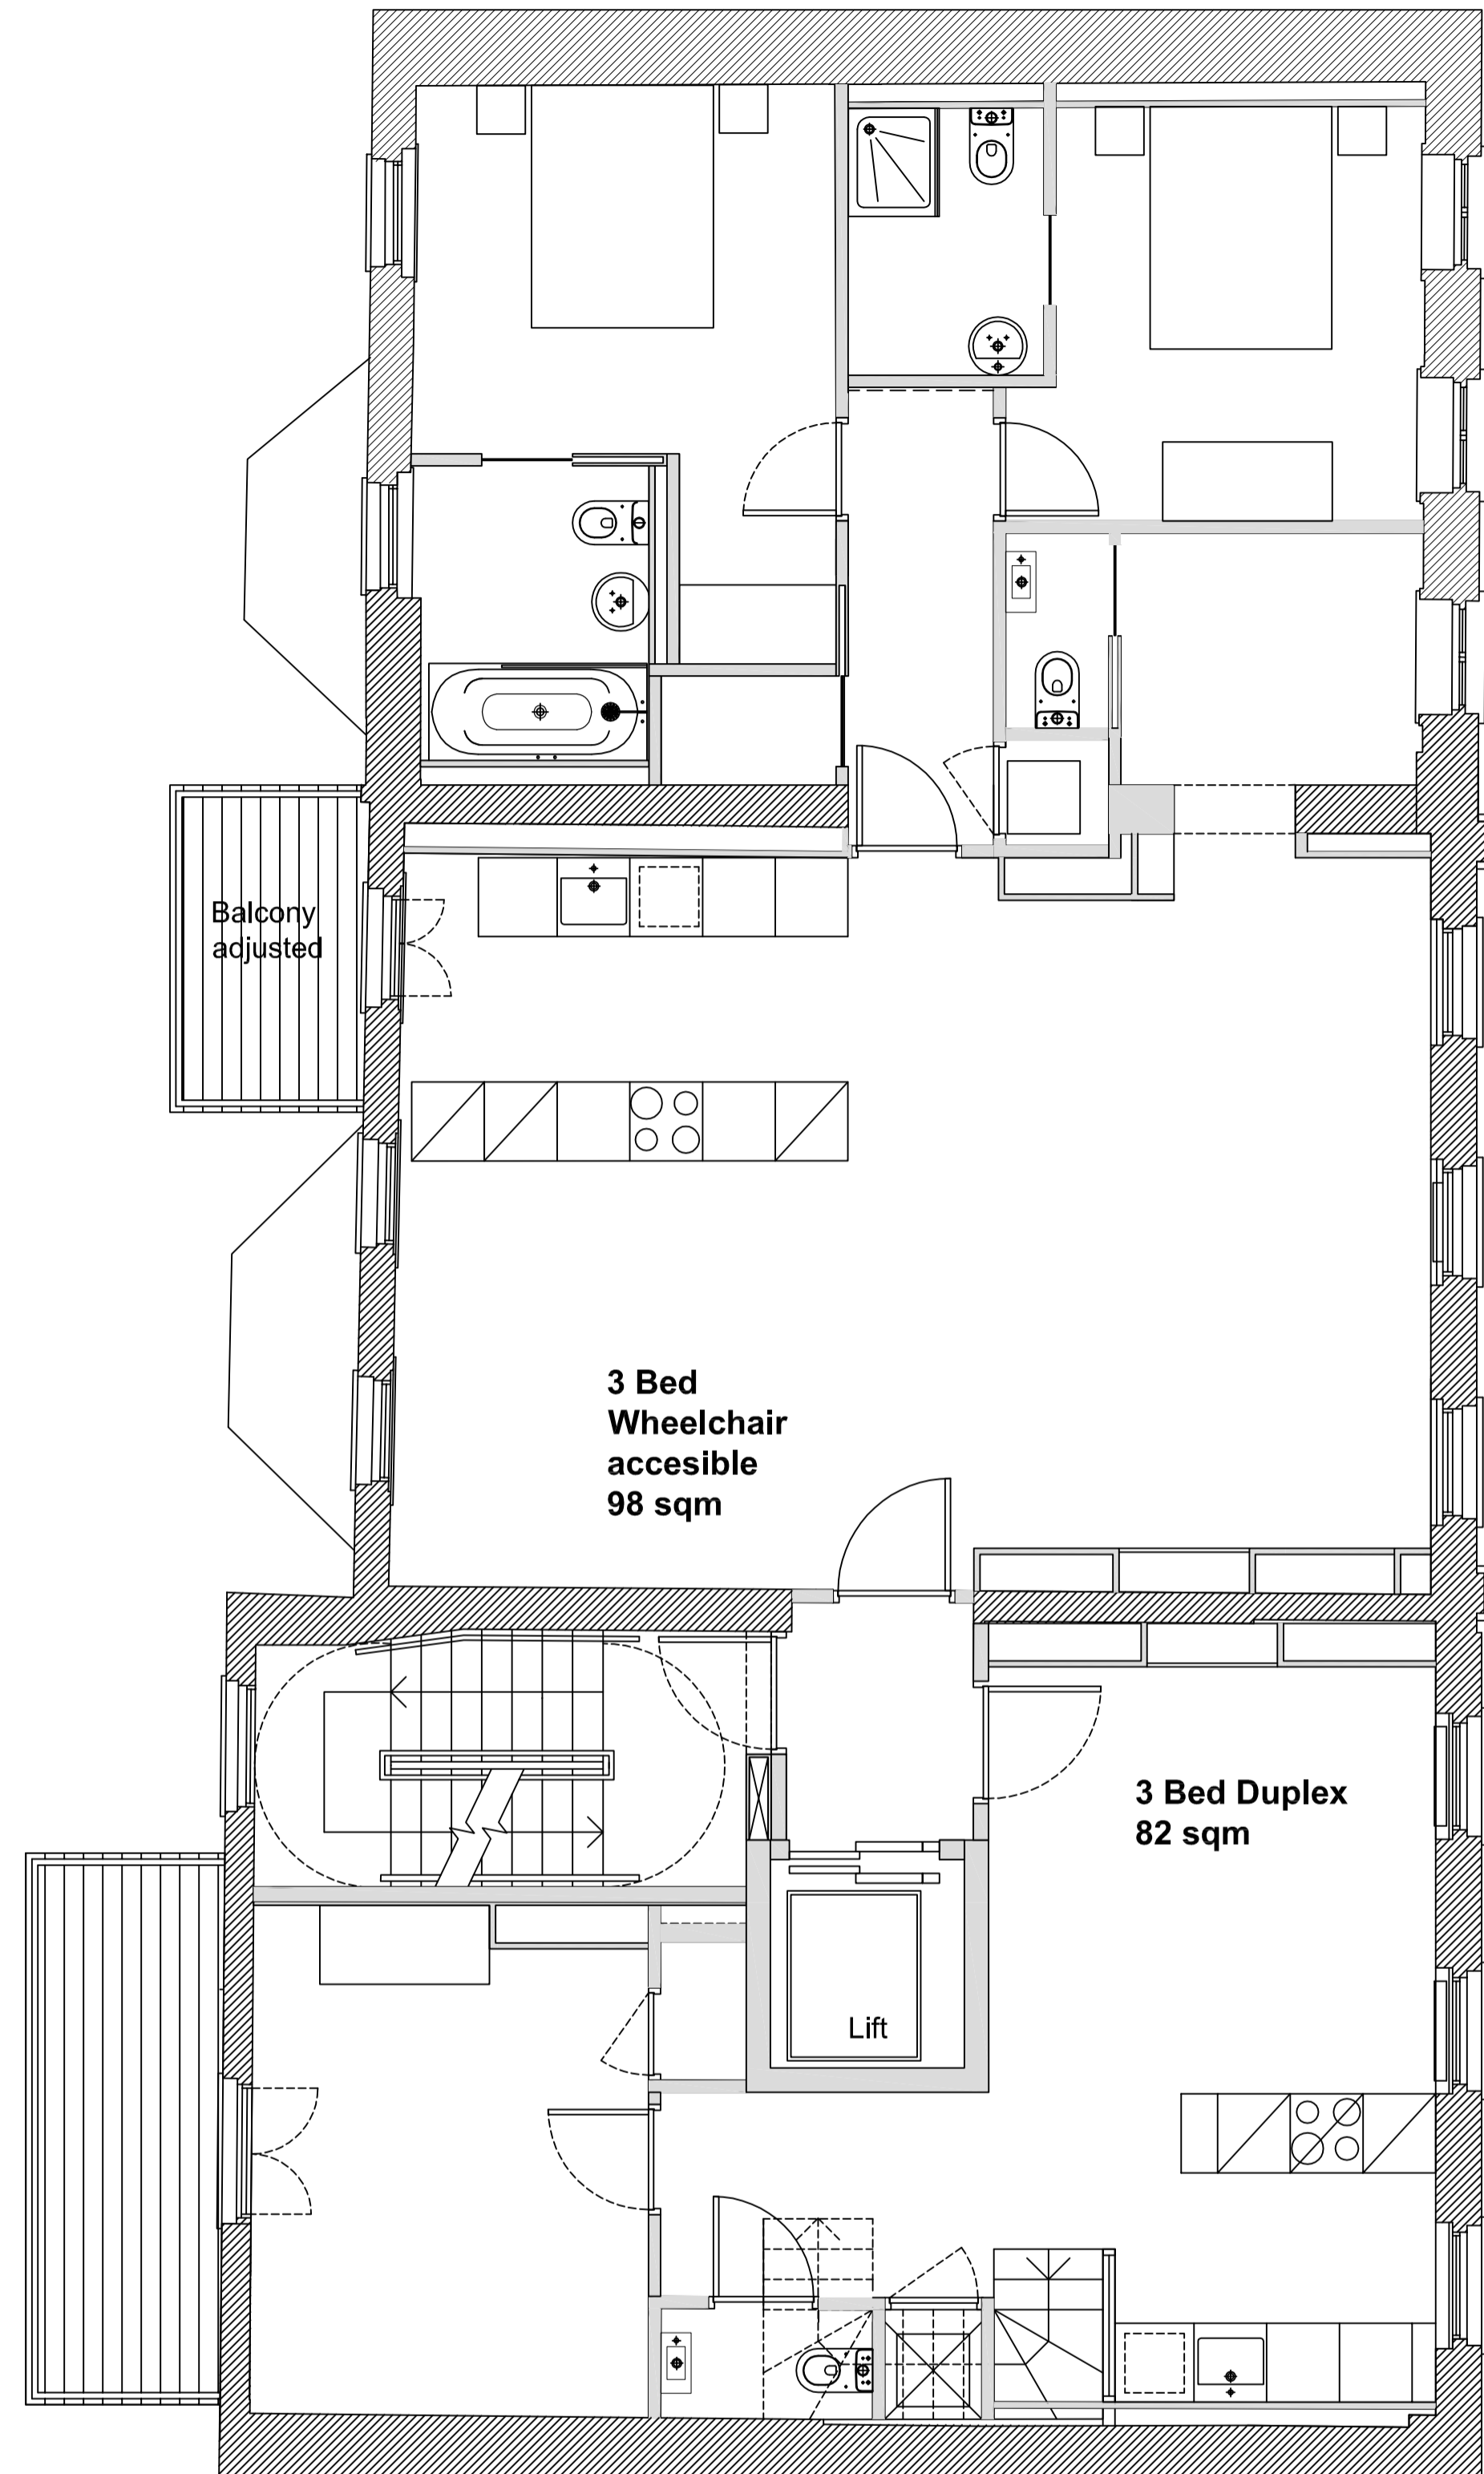 Balcony
adjusted
3 Bed
Wheelchair
accesible
98 sqm
3 Bed Duplex
82 sqm
Lift